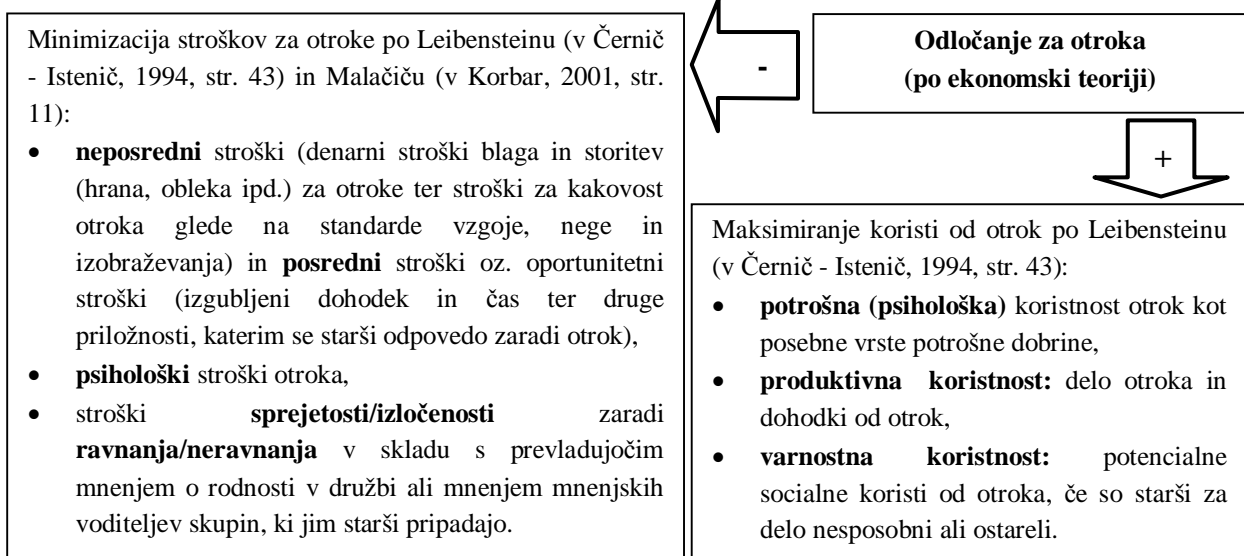 Odločanje za otroka
(po ekonomski teoriji)
-
+
Minimizacija stroškov za otroke po Leibensteinu (v Černič
- Istenič, 1994, str. 43) in Malačiču (v Korbar, 2001, str.
11):
• neposredni stroški (denarni stroški blaga in storitev
(hrana, obleka ipd.) za otroke ter stroški za kakovost
otroka glede na standarde vzgoje, nege in
izobraževanja) in posredni stroški oz. oportunitetni
stroški (izgubljeni dohodek in čas ter druge
priložnosti, katerim se starši odpovedo zaradi otrok),
• psihološki stroški otroka,
• stroški sprejetosti/izločenosti zaradi
ravnanja/neravnanja v skladu s prevladujočim
mnenjem o rodnosti v družbi ali mnenjem mnenjskih
voditeljev skupin, ki jim starši pripadajo.
Maksimiranje koristi od otrok po Leibensteinu
(v Černič - Istenič, 1994, str. 43):
• potrošna (psihološka) koristnost otrok kot
posebne vrste potrošne dobrine,
• produktivna koristnost: delo otroka in
dohodki od otrok,
• varnostna koristnost: potencialne
socialne koristi od otroka, če so starši za
delo nesposobni ali ostareli.